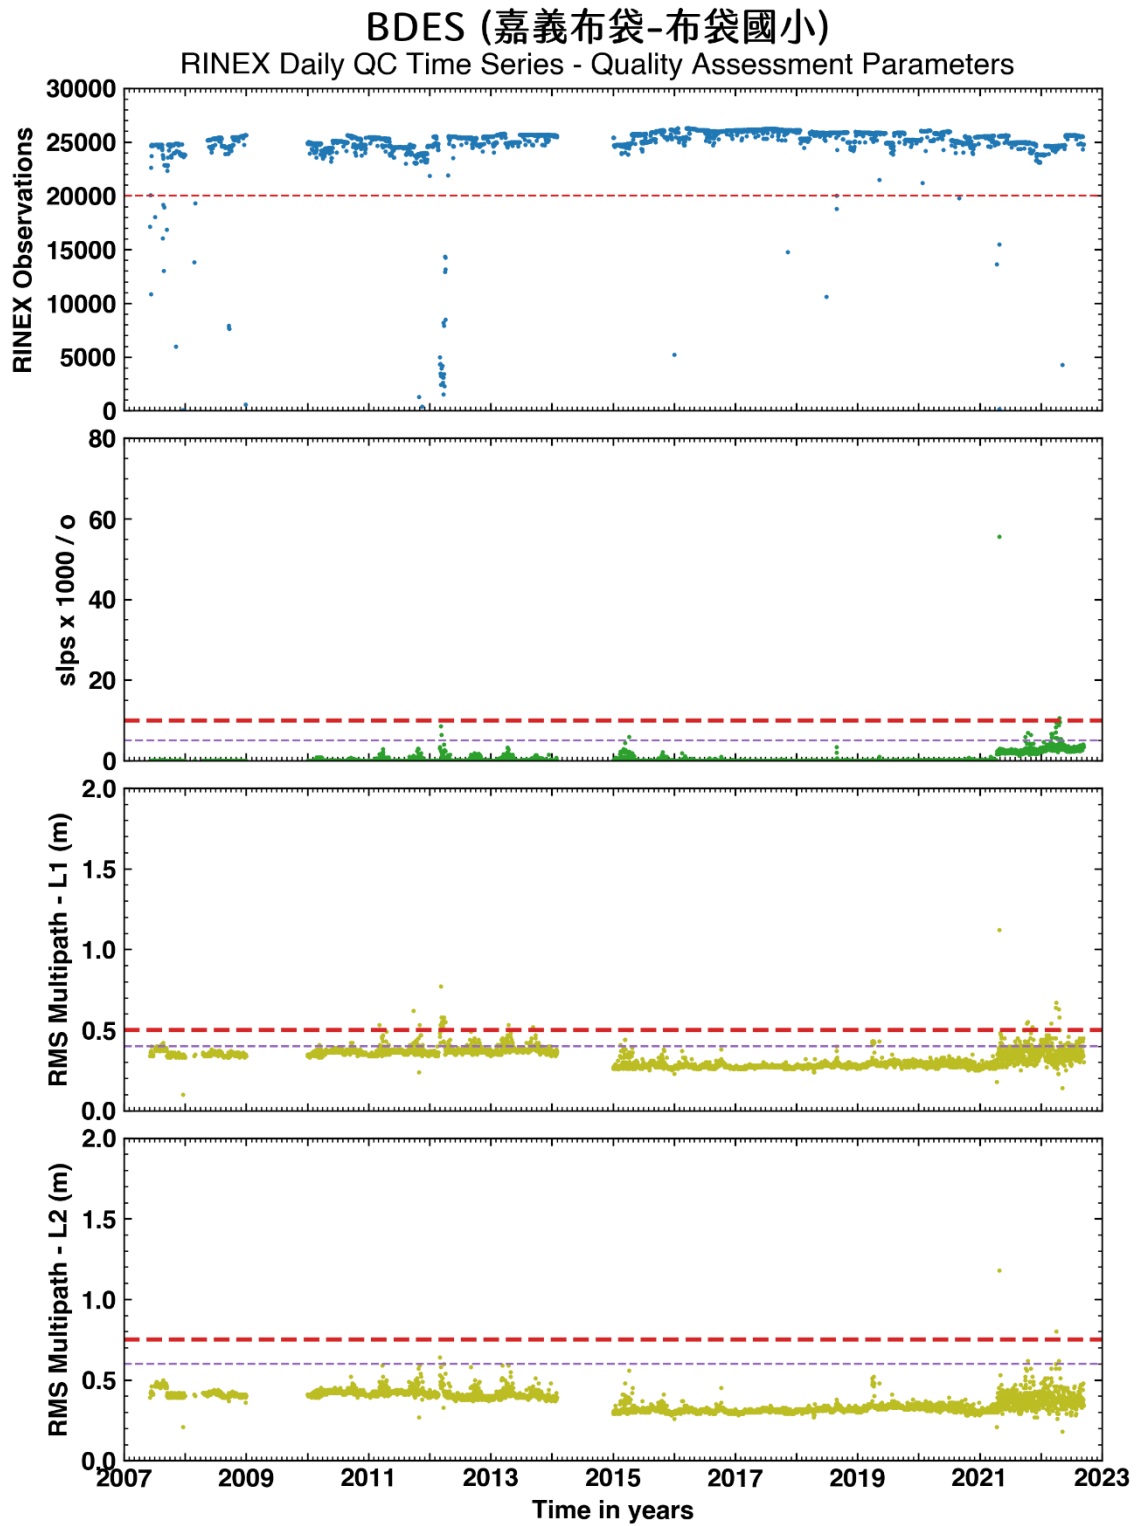 BDES (嘉義布袋-布袋國小)
RINEX Daily QC Time Series - Quality Assessment Parameters
RINEX Observations
30000
25000
20000
15000
10000
5000
0
slps x 1000 / o
80
60
40
20
0
RMS Multipath - L1 (m)
2.0
1.5
1.0
0.5
0.0
RMS Multipath - L2 (m)
2.0
1.5
1.0
0.5
0.0
2007 2009 2011 2013 2015 2017 2019 2021 2023
Time in years